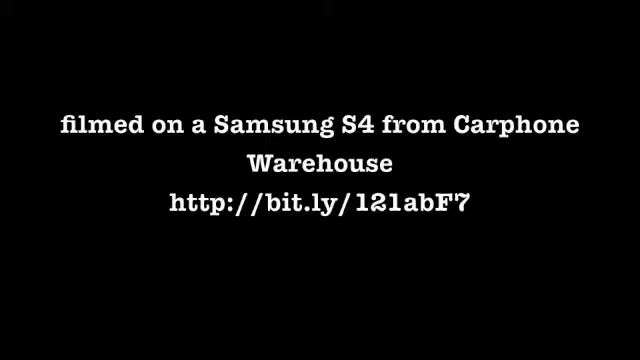 filmed on a Samsung S4 from Carphone
Warehouse
http://bit.ly/121abF7